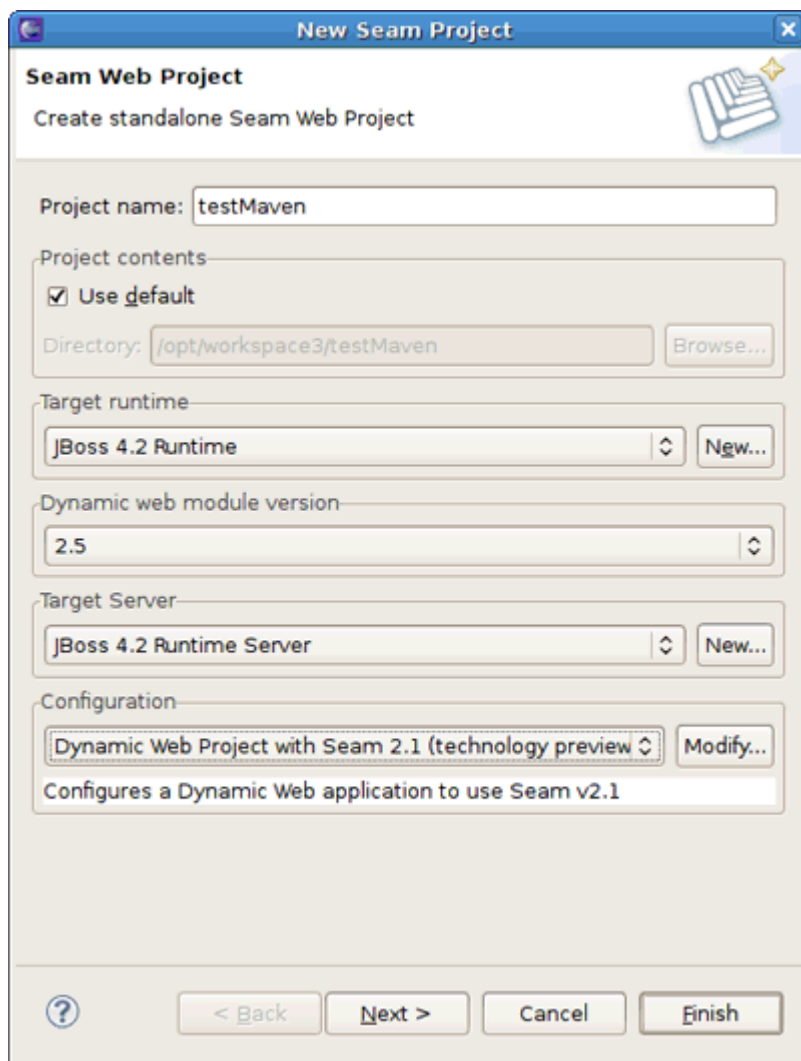 New Seam Project
Seam Web Project
Create standalone Seam Web Project
Project name: testMaven
Project contents
Use default
Directory: /opt/workspace3/testMaven Browse...
Target runtime
JBoss 4.2 Runtime New...
Dynamic web module version
2.5
Target Server
JBoss 4.2 Runtime Server New...
Configuration
Dynamic Web Project with Seam 2.1 (technology preview Modify...
Configures a Dynamic Web application to use Seam v2.1
? < Back Next > Cancel Finish